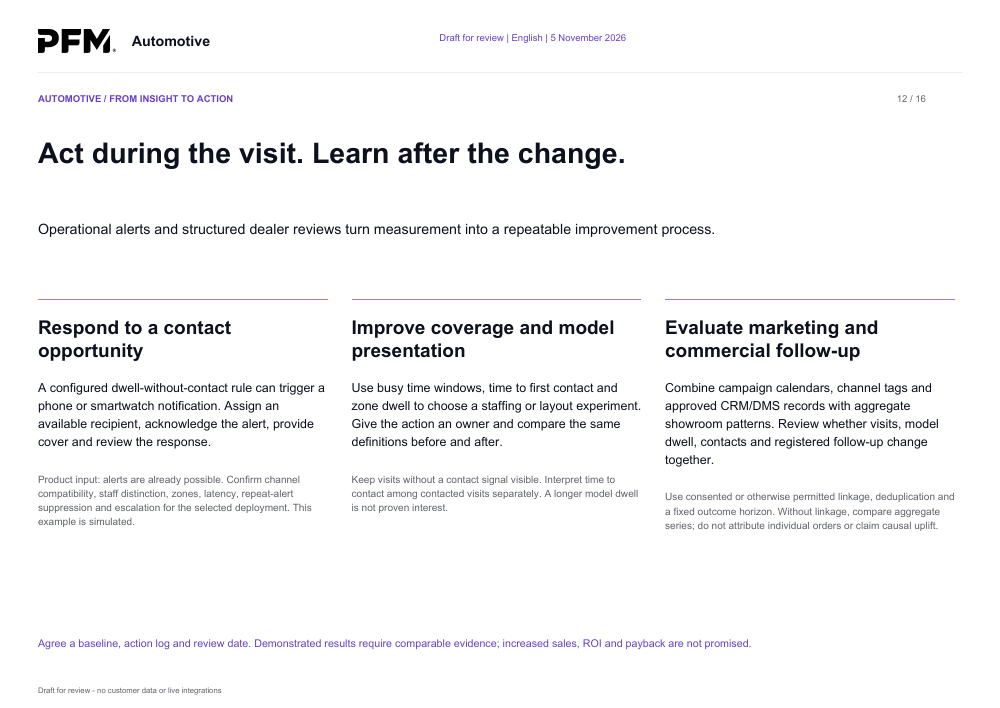 PFM® Automotive
Draft for review | English | 5 November 2026
AUTOMOTIVE / FROM INSIGHT TO ACTION
12 / 16
Act during the visit. Learn after the change.
Operational alerts and structured dealer reviews turn measurement into a repeatable improvement process.
Respond to a contact
opportunity
A configured dwell-without-contact rule can trigger a
phone or smartwatch notification. Assign an
available recipient, acknowledge the alert, provide
cover and review the response.
Product input: alerts are already possible. Confirm channel
compatibility, staff distinction, zones, latency, repeat-alert
suppression and escalation for the selected deployment. This
example is simulated.
Improve coverage and model
presentation
Use busy time windows, time to first contact and
zone dwell to choose a staffing or layout experiment.
Give the action an owner and compare the same
definitions before and after.
Keep visits without a contact signal visible. Interpret time to
contact among contacted visits separately. A longer model dwell
is not proven interest.
Evaluate marketing and
commercial follow-up
Combine campaign calendars, channel tags and
approved CRM/DMS records with aggregate
showroom patterns. Review whether visits, model
dwell, contacts and registered follow-up change
together.
Use consented or otherwise permitted linkage, deduplication and
a fixed outcome horizon. Without linkage, compare aggregate
series; do not attribute individual orders or claim causal uplift.
Agree a baseline, action log and review date. Demonstrated results require comparable evidence; increased sales, ROI and payback are not promised.
Draft for review - no customer data or live integrations